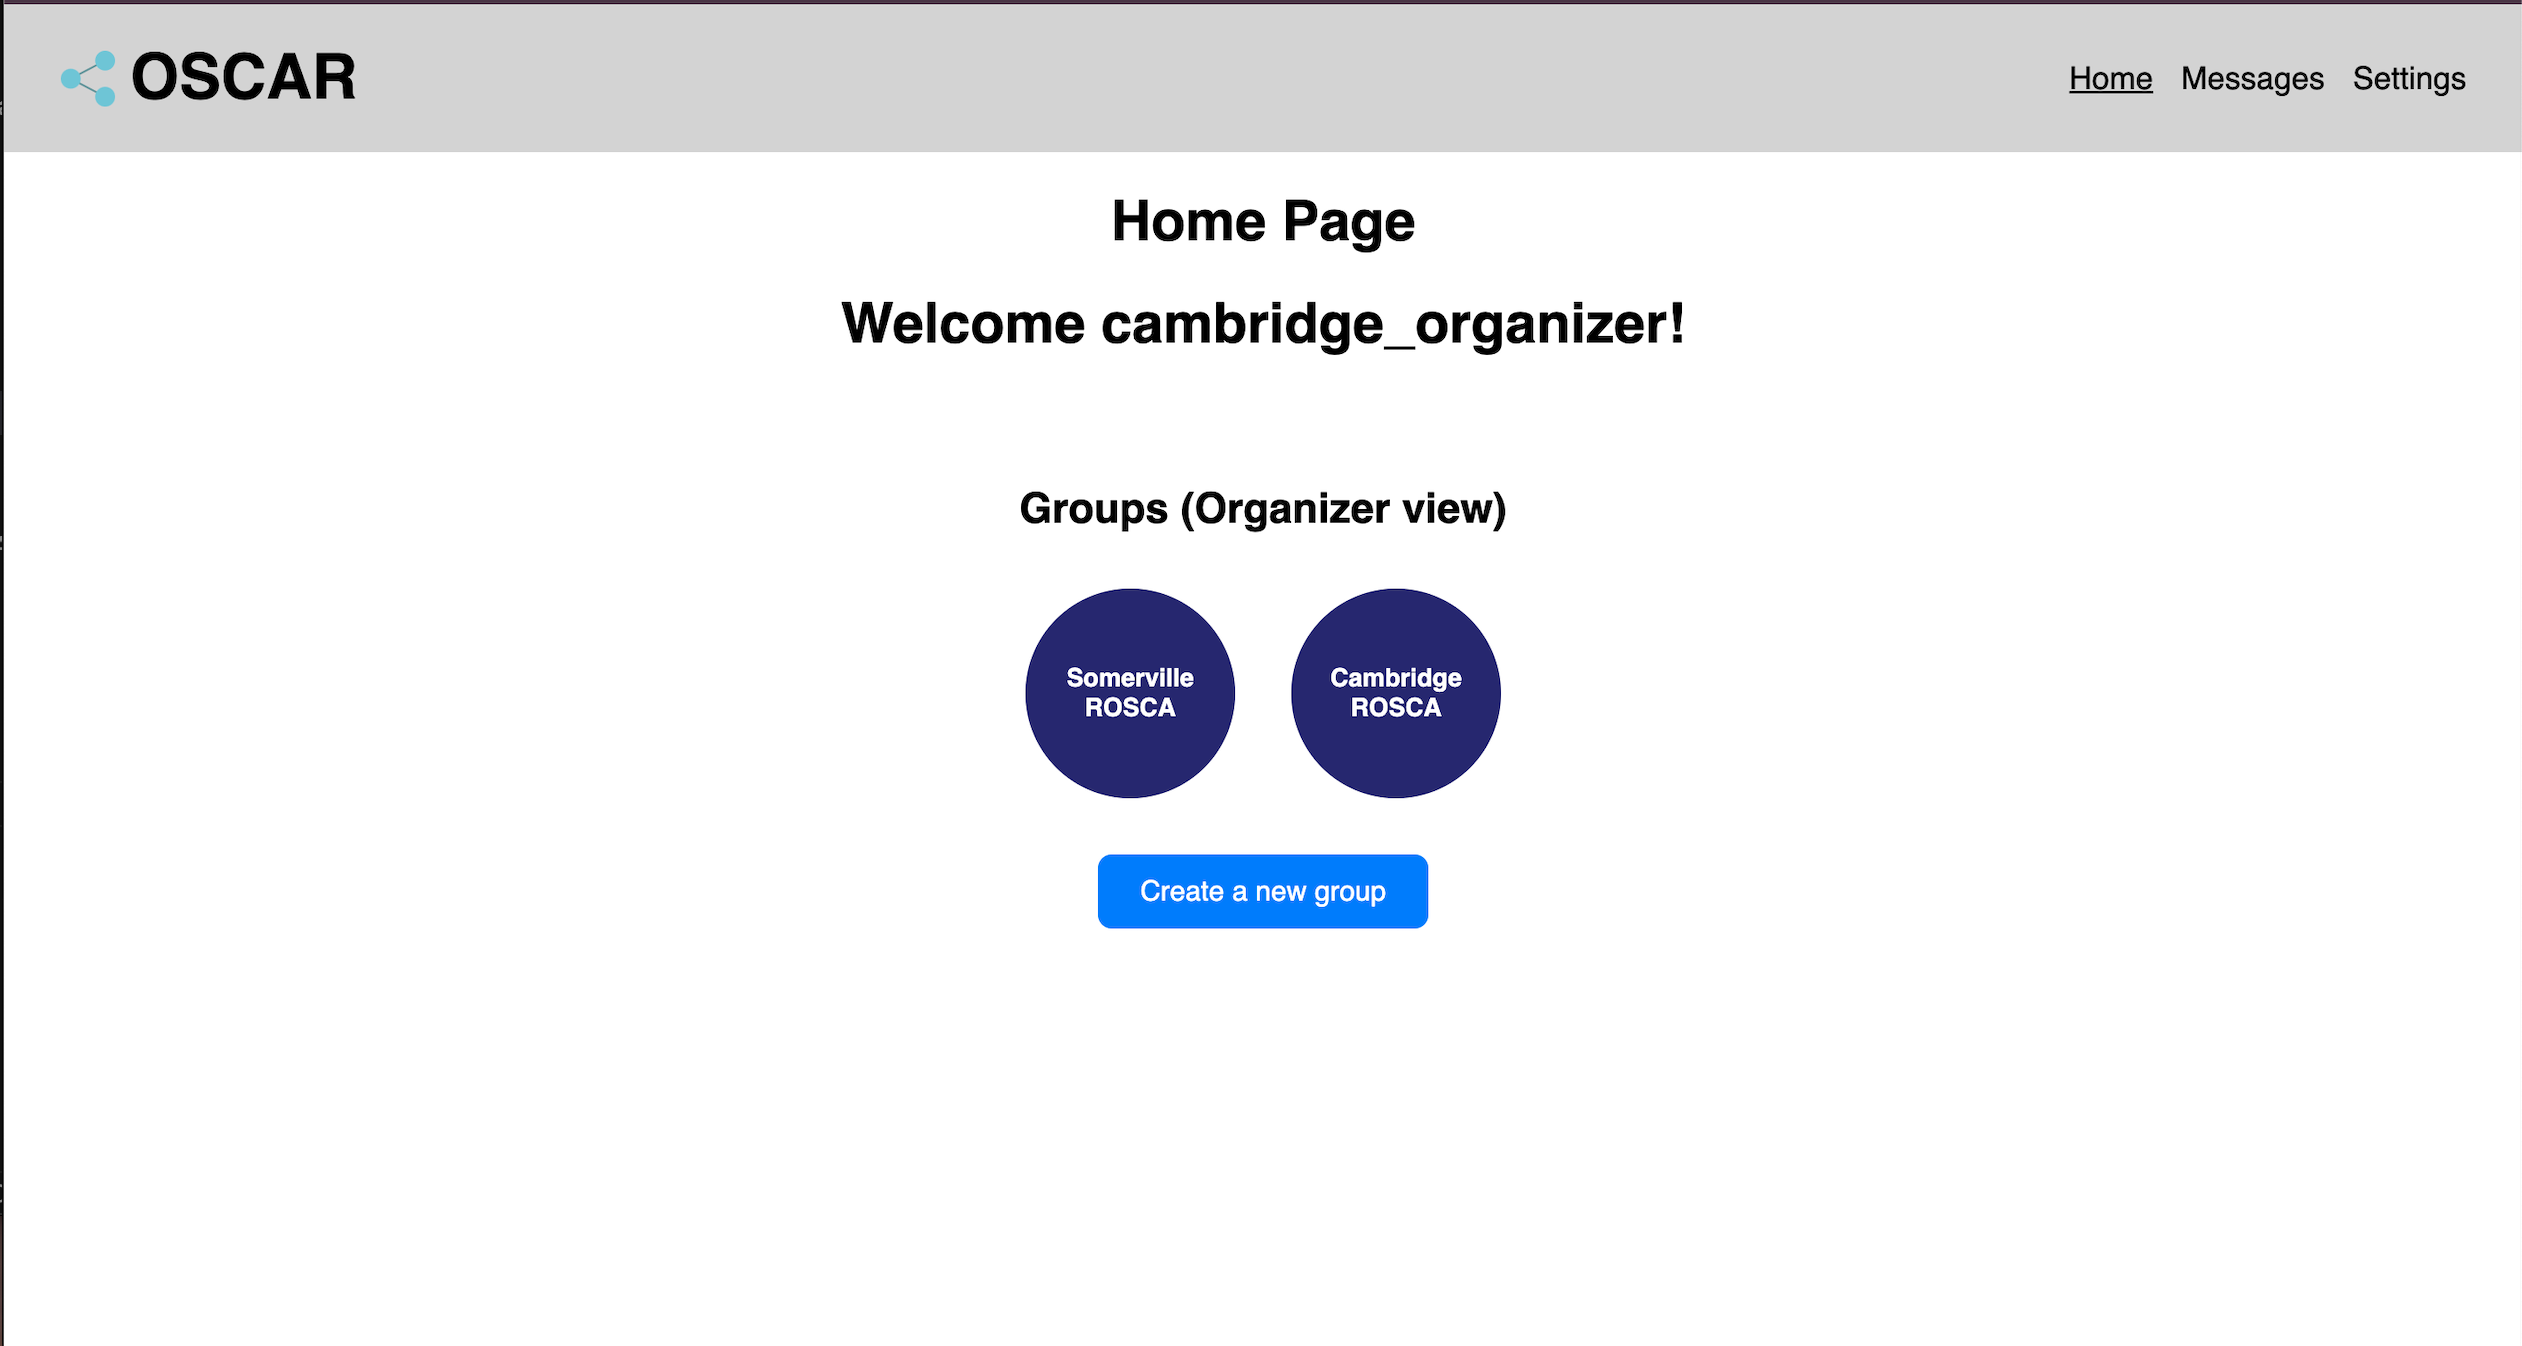 OSCAR
Home Messages Settings
Home Page
Welcome cambridge_organizer!
Groups (Organizer view)
Somerville
ROSCA
Cambridge
ROSCA
Create a new group